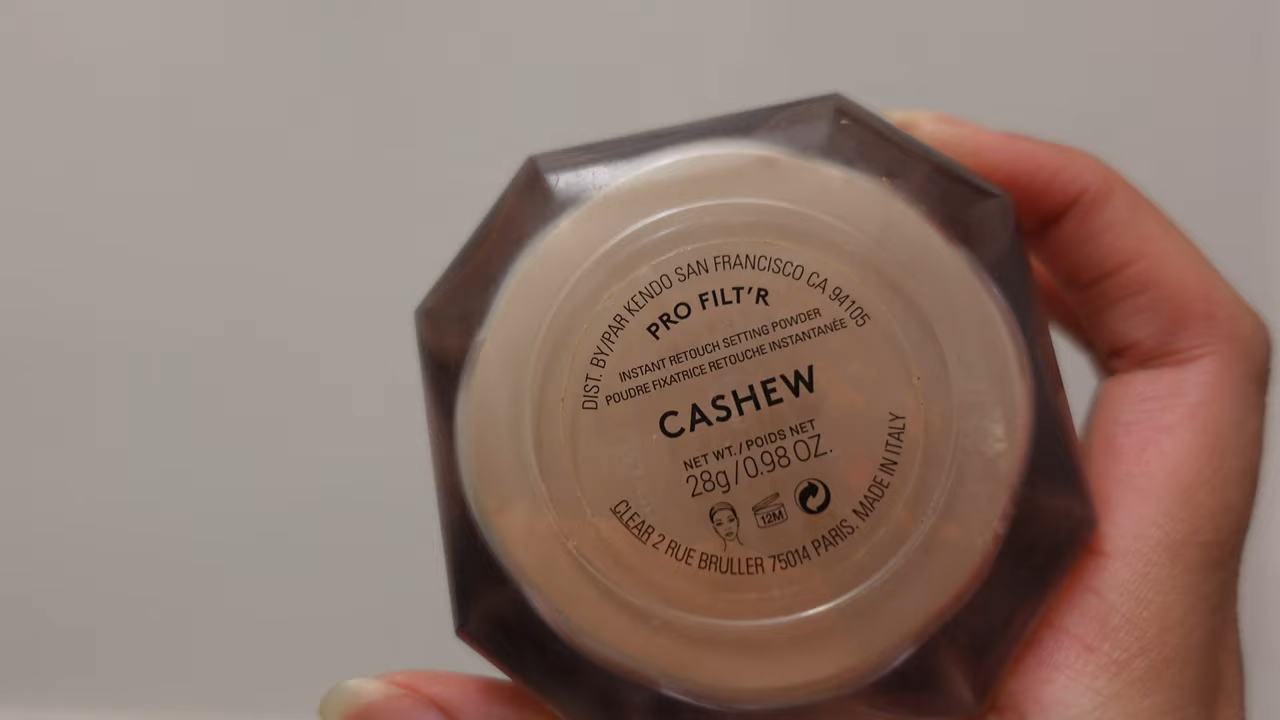 DIST. BY/PAR KENDO SAN FRANCISCO CA 94105
PRO FILT'R
INSTANT RETOUCH SETTING POWDER
POUDRE FIXATRICE RETOUCHE INSTANTANÉE
CASHEW
NET WT./POIDS NET
28g/0.98 OZ.
12M
CLEAR 2 RUE BRULLER 75014 PARIS. MADE IN ITALY